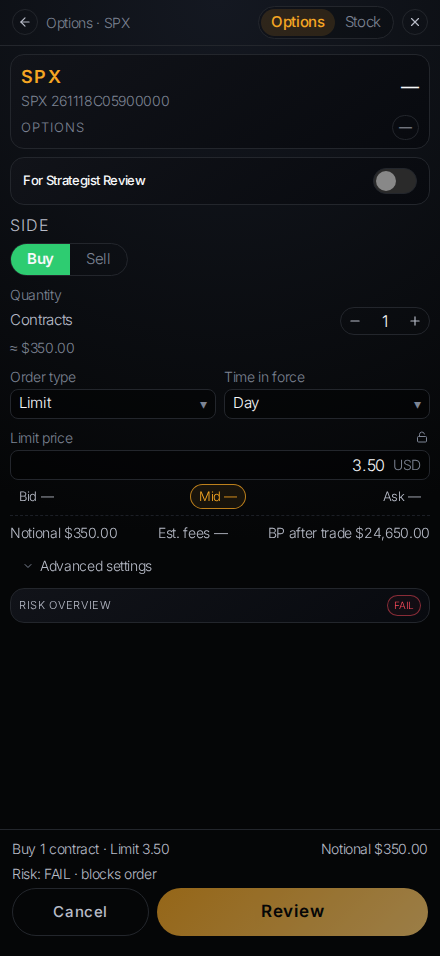 Options · SPX
Options Stock
SPX
—
SPX 261118C05900000
OPTIONS
—
For Strategist Review
SIDE
Buy Sell
Quantity
Contracts
− 1 +
≈ $350.00
Order type Time in force
Limit Day
Limit price
3.50 USD
Bid — Mid — Ask —
Notional $350.00 Est. fees — BP after trade $24,650.00
Advanced settings
RISK OVERVIEW FAIL
Buy 1 contract · Limit 3.50 Notional $350.00
Risk: FAIL · blocks order
Cancel Review